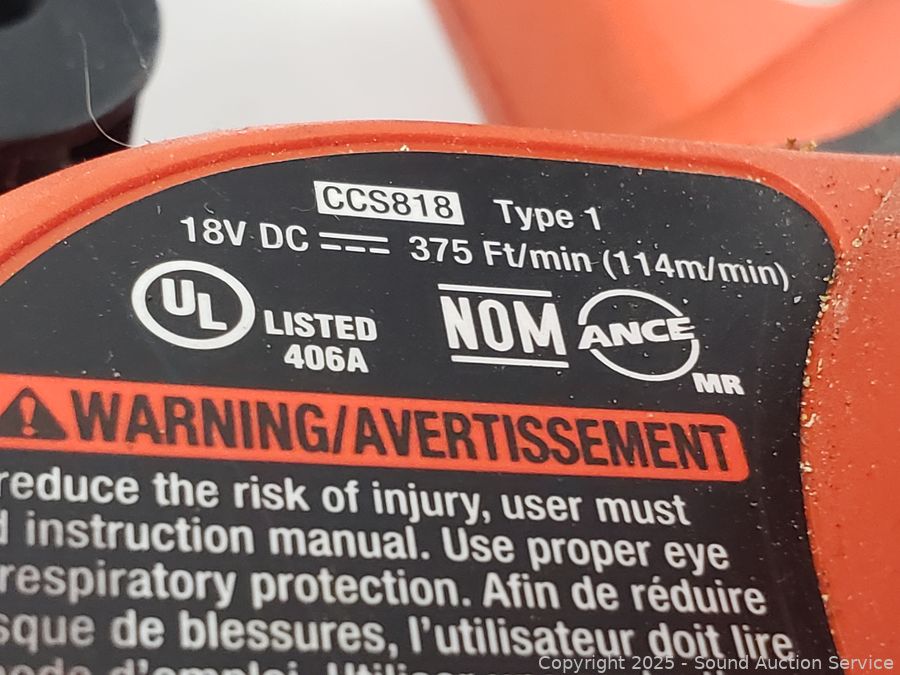 CCS818 Type 1
18V DC 375 Ft/min (114m/min)
UL LISTED
406A
NOM ANCE MR
WARNING/AVERTISSEMENT
reduce the risk of injury, user must
instruction manual. Use proper eye
respiratory protection. Afin de réduire
de blessures, l'utilisateur doit lire
d'emploi.
Copyright 2025 - Sound Auction Service